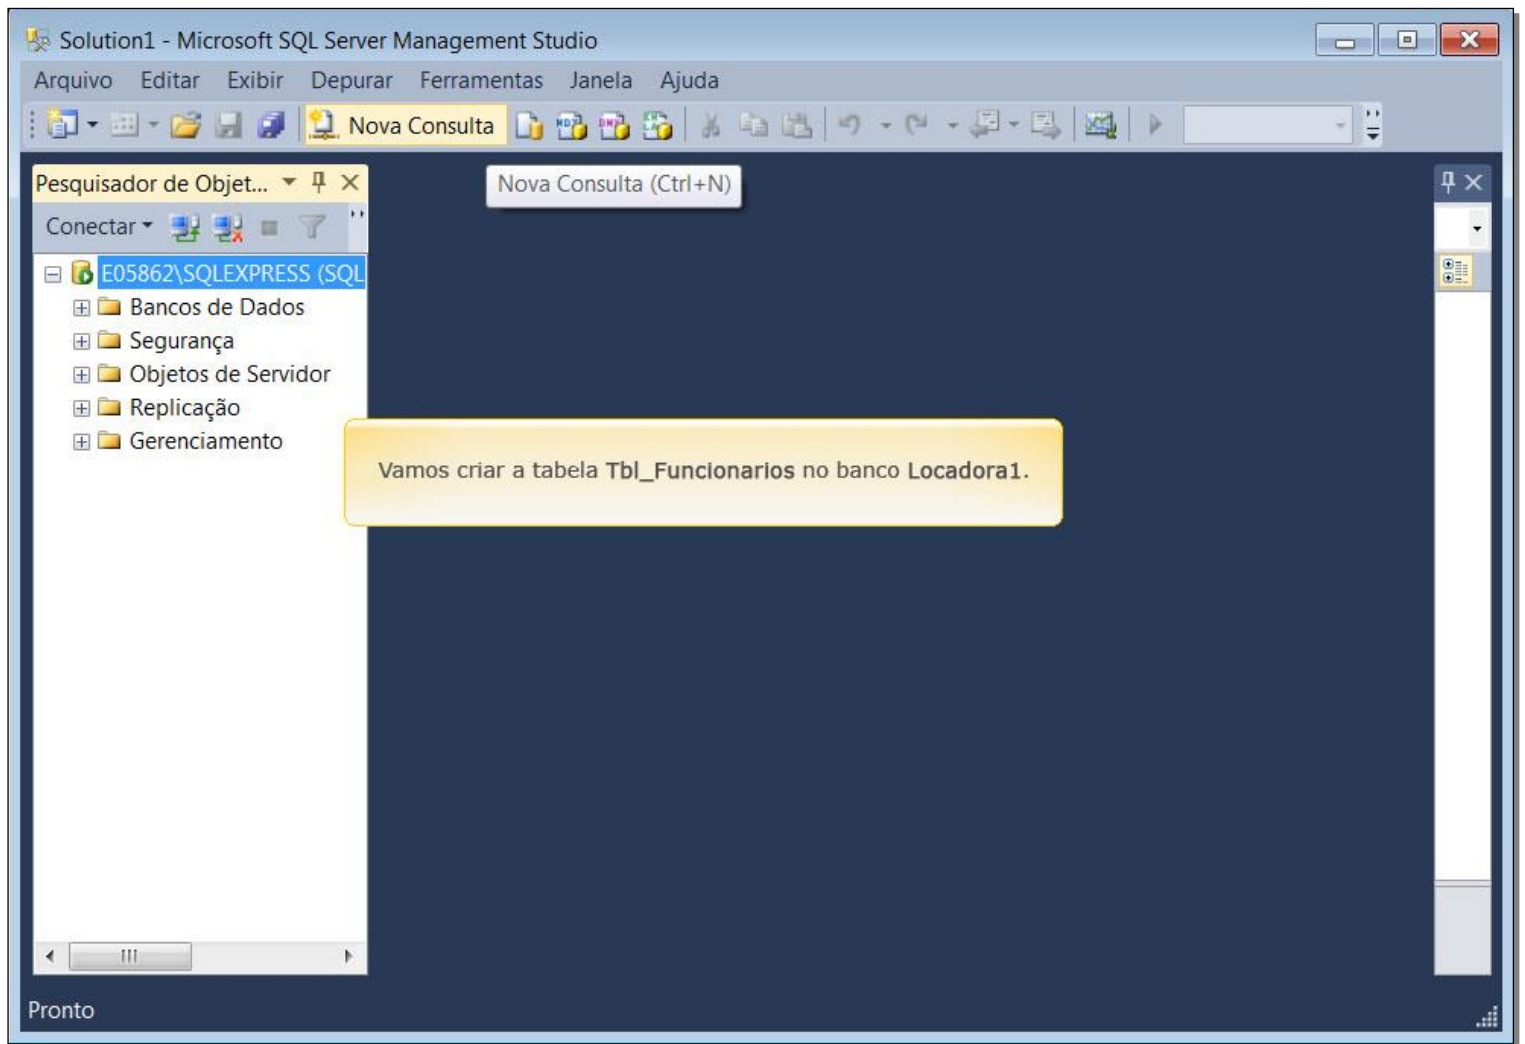 Solution1 - Microsoft SQL Server Management Studio
Arquivo Editar Exibir Depurar Ferramentas Janela Ajuda
Nova Consulta
Pesquisador de Objet...
Nova Consulta (Ctrl+N)
Conectar
E05862\SQLEXPRESS (SQL
Bancos de Dados
Segurança
Objetos de Servidor
Replicação
Gerenciamento
Vamos criar a tabela Tbl_Funcionarios no banco Locadora1.
Pronto